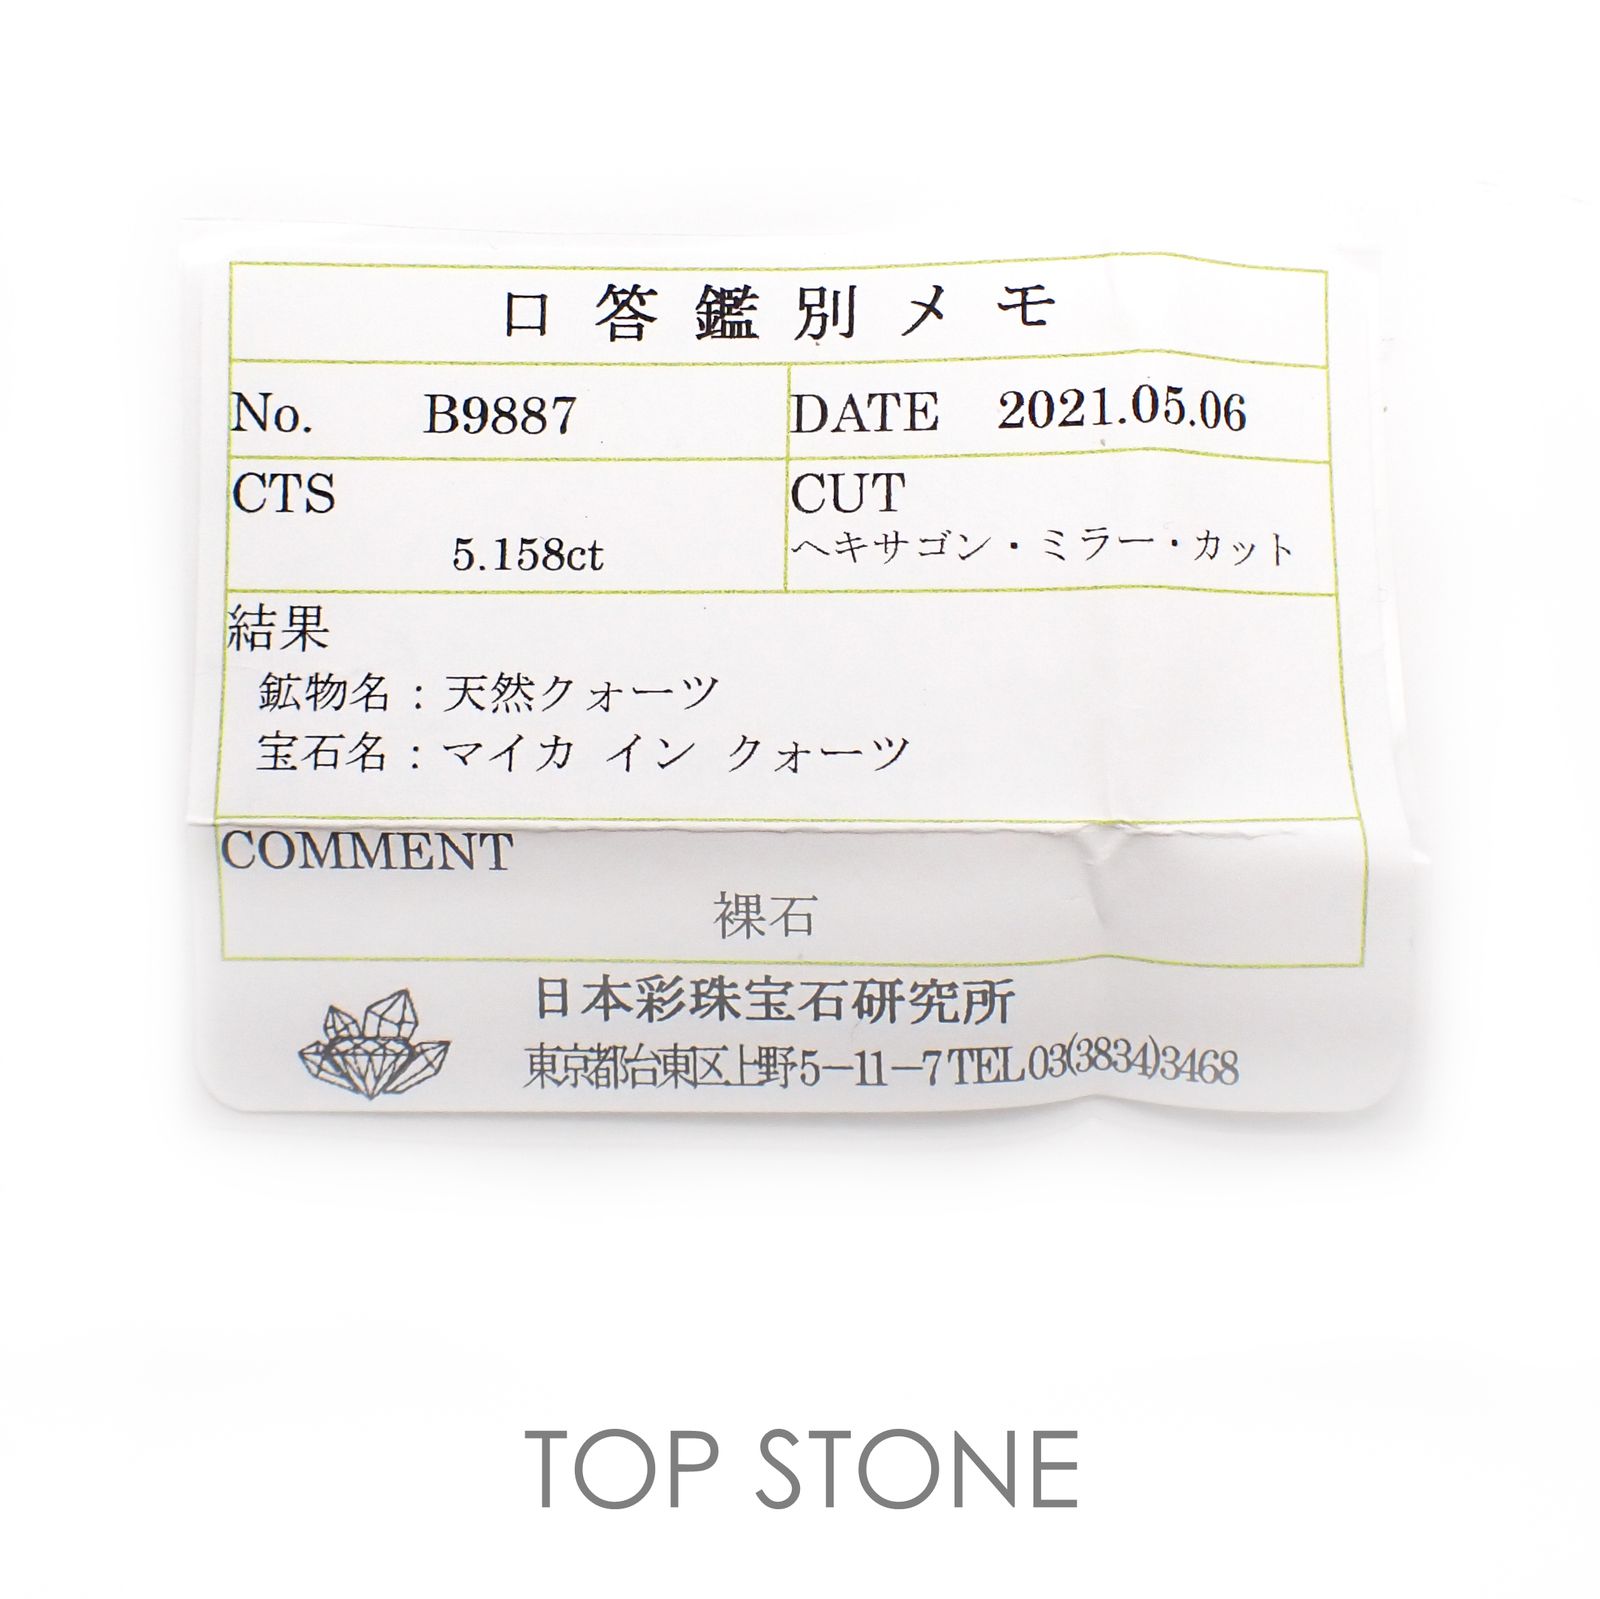 口答鑑別メモ
No. B9887 DATE 2021.05.06
CTS CUT
5.158ct ヘキサゴン・ミラー・カット
結果
鉱物名：天然クォーツ
宝石名：マイカ イン クォーツ
COMMENT
裸石
日本彩珠宝石研究所
東京都台東区上野5-11-7 TEL 03(3834)3468
TOP STONE